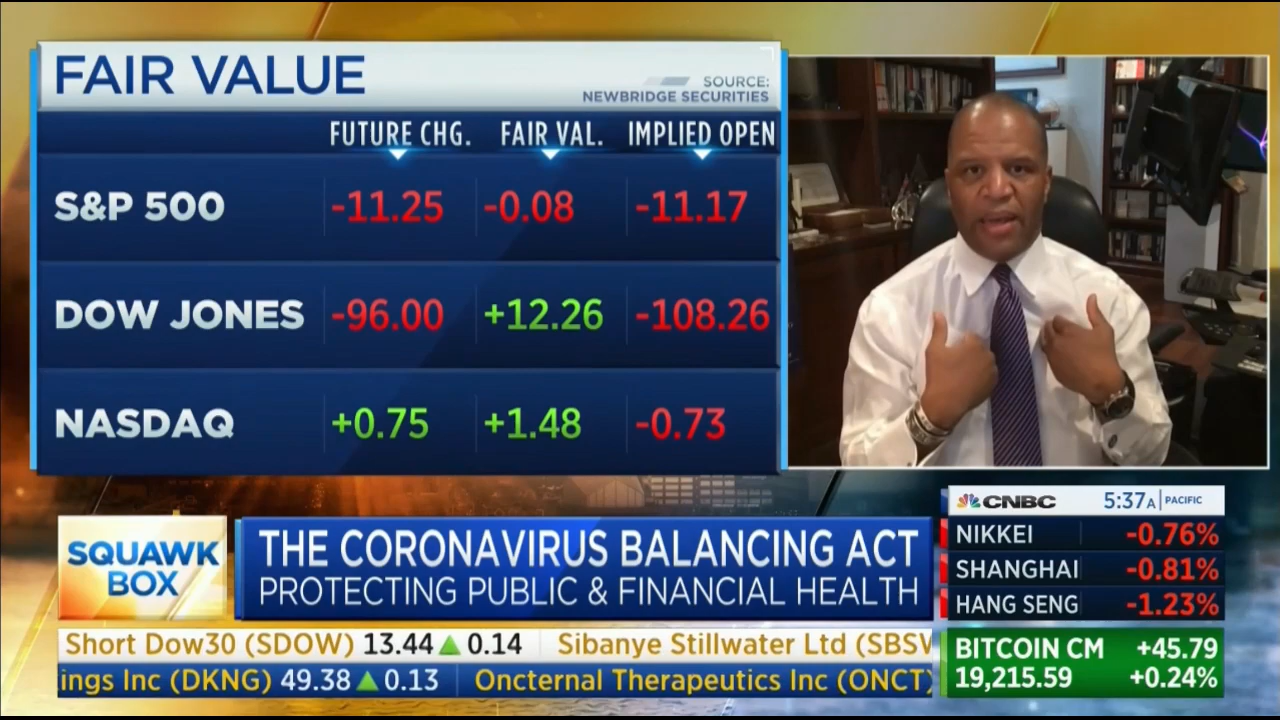 FAIR VALUE
SOURCE:
NEWBRIDGE SECURITIES
FUTURE CHG. FAIR VAL. IMPLIED OPEN
S&P 500 -11.25 -0.08 -11.17
DOW JONES -96.00 +12.26 -108.26
NASDAQ +0.75 +1.48 -0.73
SQUAWK
BOX
THE CORONAVIRUS BALANCING ACT
PROTECTING PUBLIC & FINANCIAL HEALTH
CNBC 5:37A PACIFIC
NIKKEI -0.76%
SHANGHAI -0.81%
HANG SENG -1.23%
BITCOIN CM +45.79
19,215.59 +0.24%
Short Dow30 (SDOW) 13.44 ▲ 0.14 Sibanye Stillwater Ltd (SBSW
ings Inc (DKNG) 49.38 ▲ 0.13 Oncternal Therapeutics Inc (ONCT)